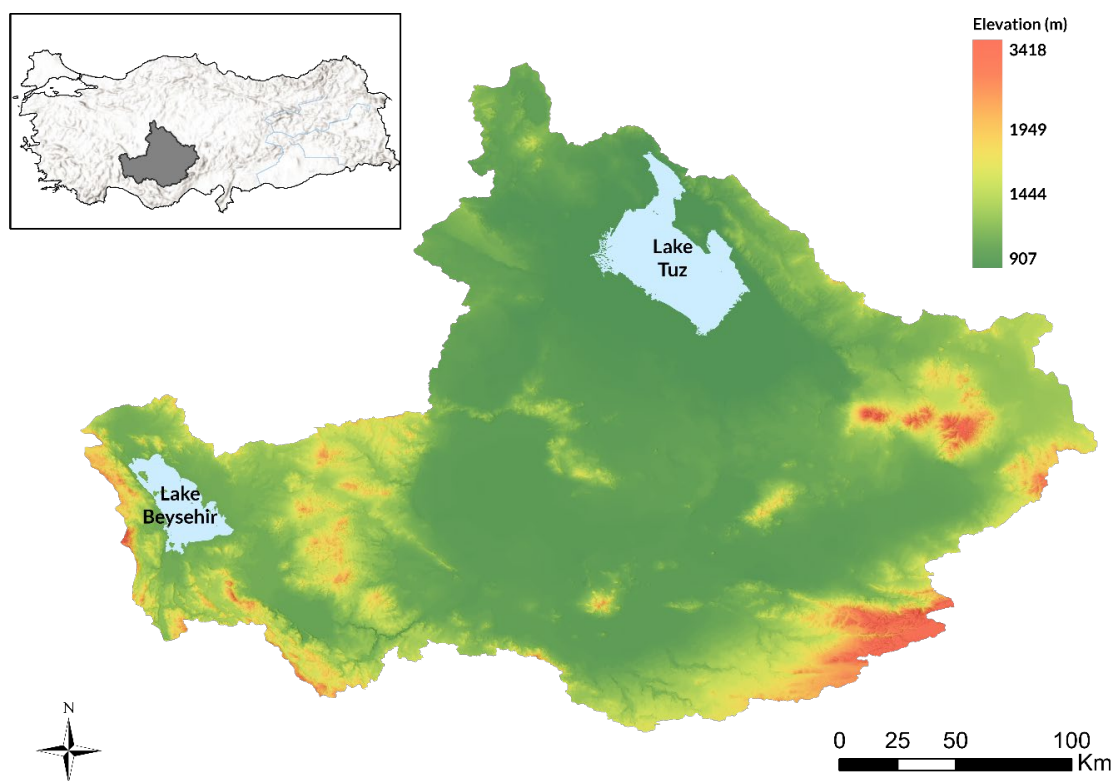 Elevation (m)
3418
1949
1444
907
Lake
Tuz
Lake
Beysehir
N
0 25 50 100
Km